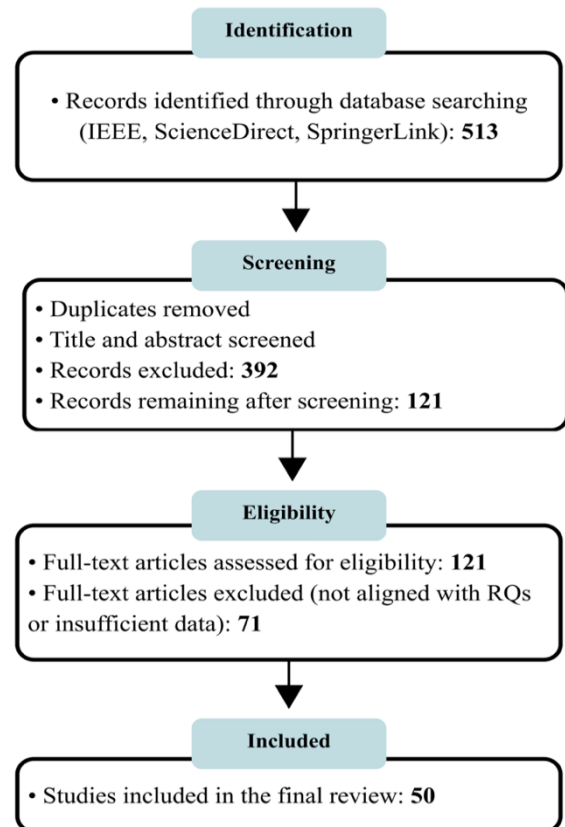 Identification
• Records identified through database searching
(IEEE, ScienceDirect, SpringerLink): 513
Screening
• Duplicates removed
• Title and abstract screened
• Records excluded: 392
• Records remaining after screening: 121
Eligibility
• Full-text articles assessed for eligibility: 121
• Full-text articles excluded (not aligned with RQs
or insufficient data): 71
Included
• Studies included in the final review: 50